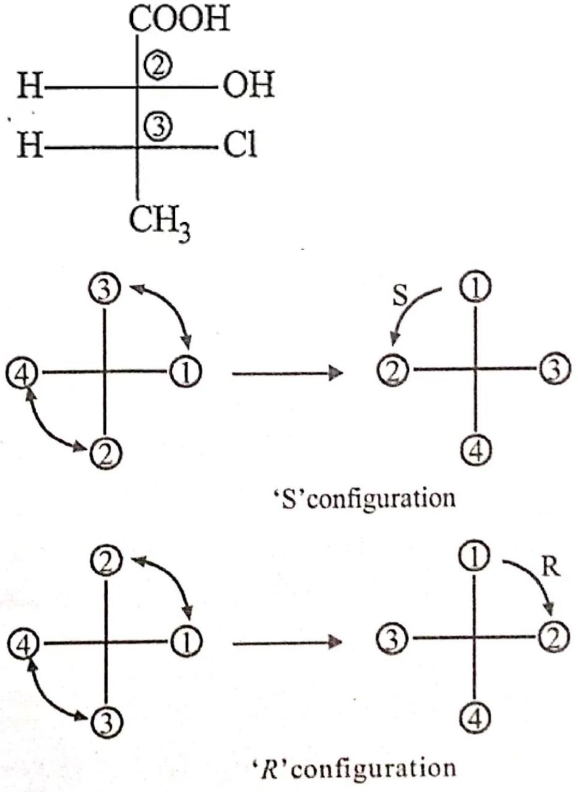 COOH
②
H OH
③
H Cl
CH₃
③ ①
S
④ ① ② ③
② ④
'S'configuration
② ①
R
④ ① ③ ②
③ ④
'R'configuration